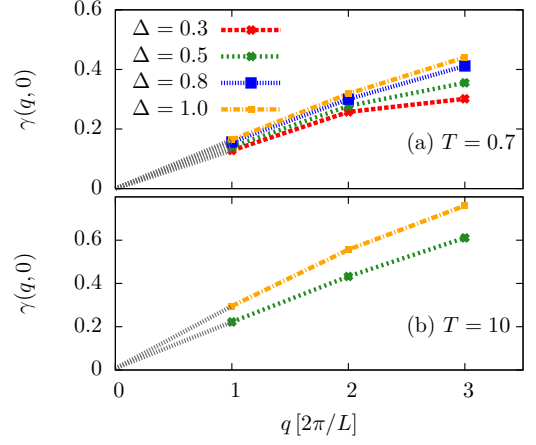 0.6
Δ = 0.3
Δ = 0.5
0.4
Δ = 0.8
Δ = 1.0
γ(q, 0)
0.2
(a) T = 0.7
0
0.6
0.4
γ(q, 0)
0.2
(b) T = 10
0
0 1 2 3
q [2π/L]